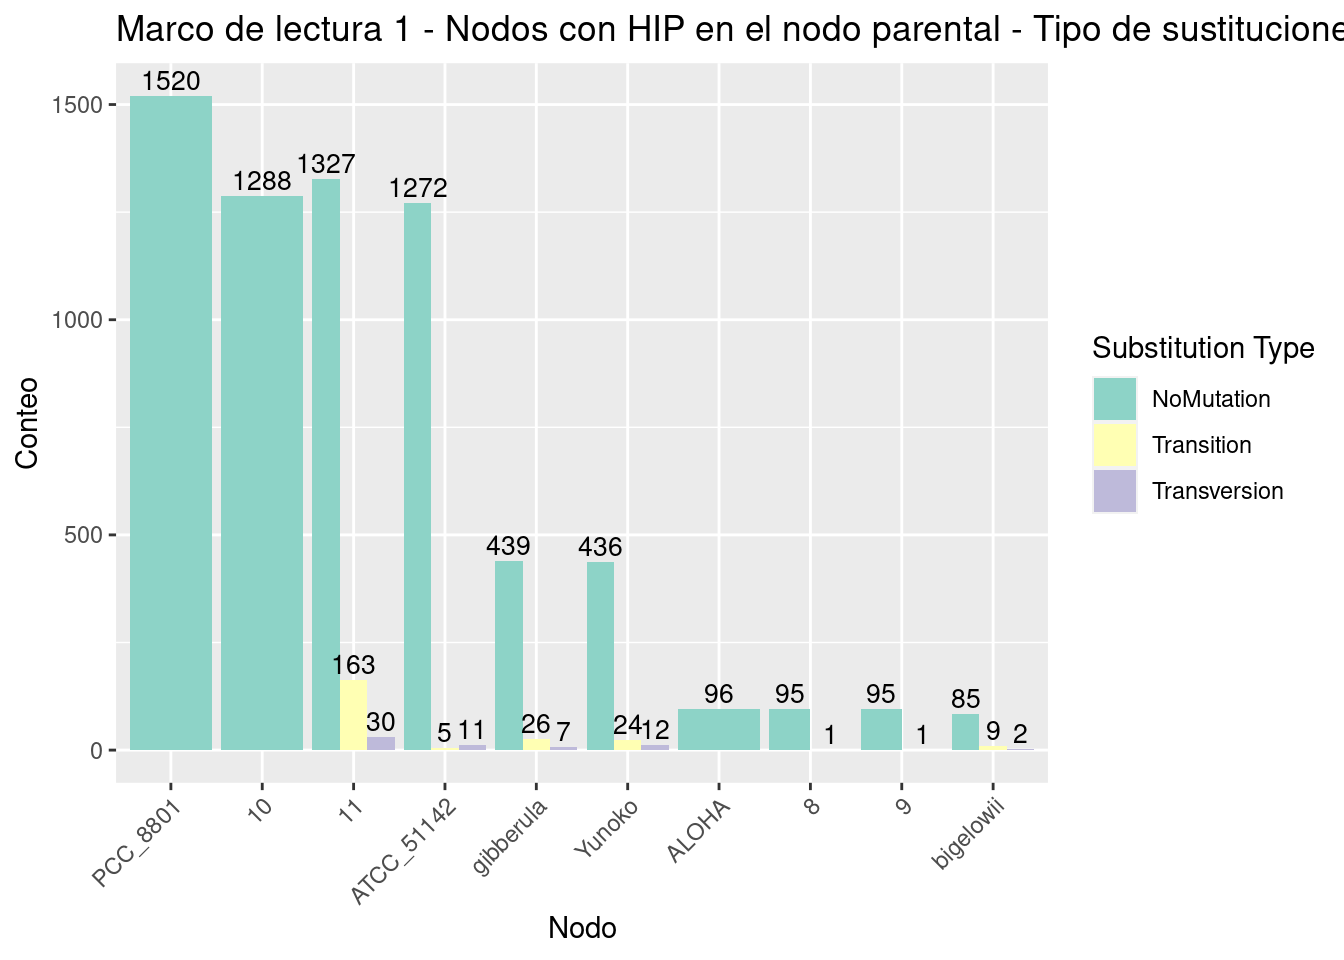 Marco de lectura 1 - Nodos con HIP en el nodo parental - Tipo de sustitucione
1520
1500
1327
1288
1272
1000
Conteo
500
439
436
163
30
5
11
26
7
24
12
96
95
1
95
1
85
9
2
0
PCC_8801
10
11
ATCC_51142
gibberula
Yunoko
ALOHA
8
9
bigelowii
Nodo
Substitution Type
NoMutation
Transition
Transversion